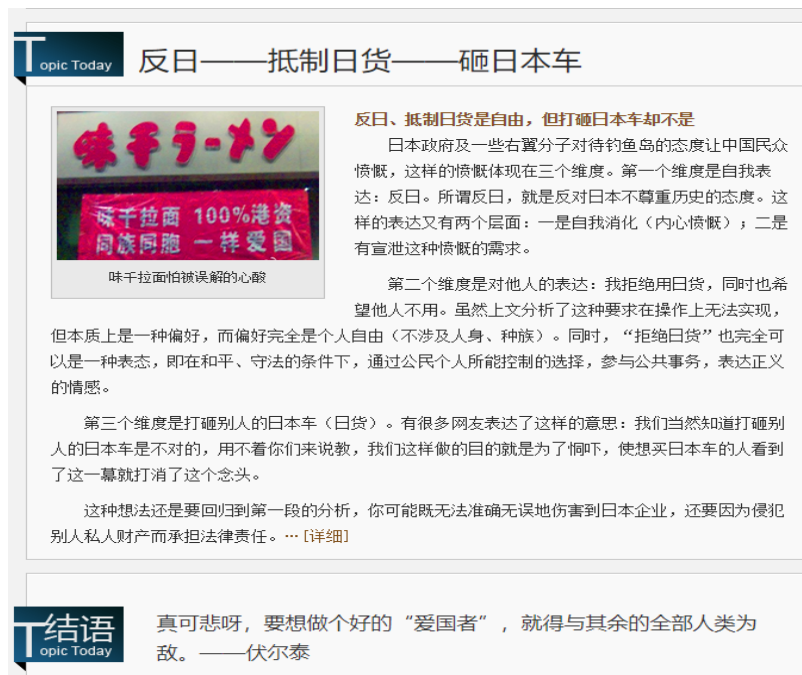 Topic Today
反日——抵制日货——砸日本车
味千ラーメン
味千拉面 100%港资
同族同胞 一样爱国
味千拉面怕被误解的心酸
反日、抵制日货是自由，但打砸日本车却不是
日本政府及一些右翼分子对待钓鱼岛的态度让中国民众
愤慨，这样的愤慨体现在三个维度。第一个维度是自我表
达：反日。所谓反日，就是反对日本不尊重历史的态度。这
样的表达又有两个层面：一是自我消化（内心愤慨）；二是
有宣泄这种愤慨的需求。
第二个维度是对他人的表达：我拒绝用日货，同时也希
望他人不用。虽然上文分析了这种要求在操作上无法实现，
但本质上是一种偏好，而偏好完全是个人自由（不涉及人身、种族）。同时，“拒绝日货”也完全可
以是一种表态，即在和平、守法的条件下，通过公民个人所能控制的选择，参与公共事务，表达正义
的情感。
第三个维度是打砸别人的日本车（日货）。有很多网友表达了这样的意思：我们当然知道打砸别
人的日本车是不对的，用不着你们来说教，我们这样做的目的就是为了恫吓，使想买日本车的人看到
了这一幕就打消了这个念头。
这种想法还是要回归到第一段的分析，你可能既无法准确无误地伤害到日本企业，还要因为侵犯
别人私人财产而承担法律责任。…[详细]
结语
Topic Today
真可悲呀，要想做个好的“爱国者”，就得与其余的全部人类为
敌。——伏尔泰